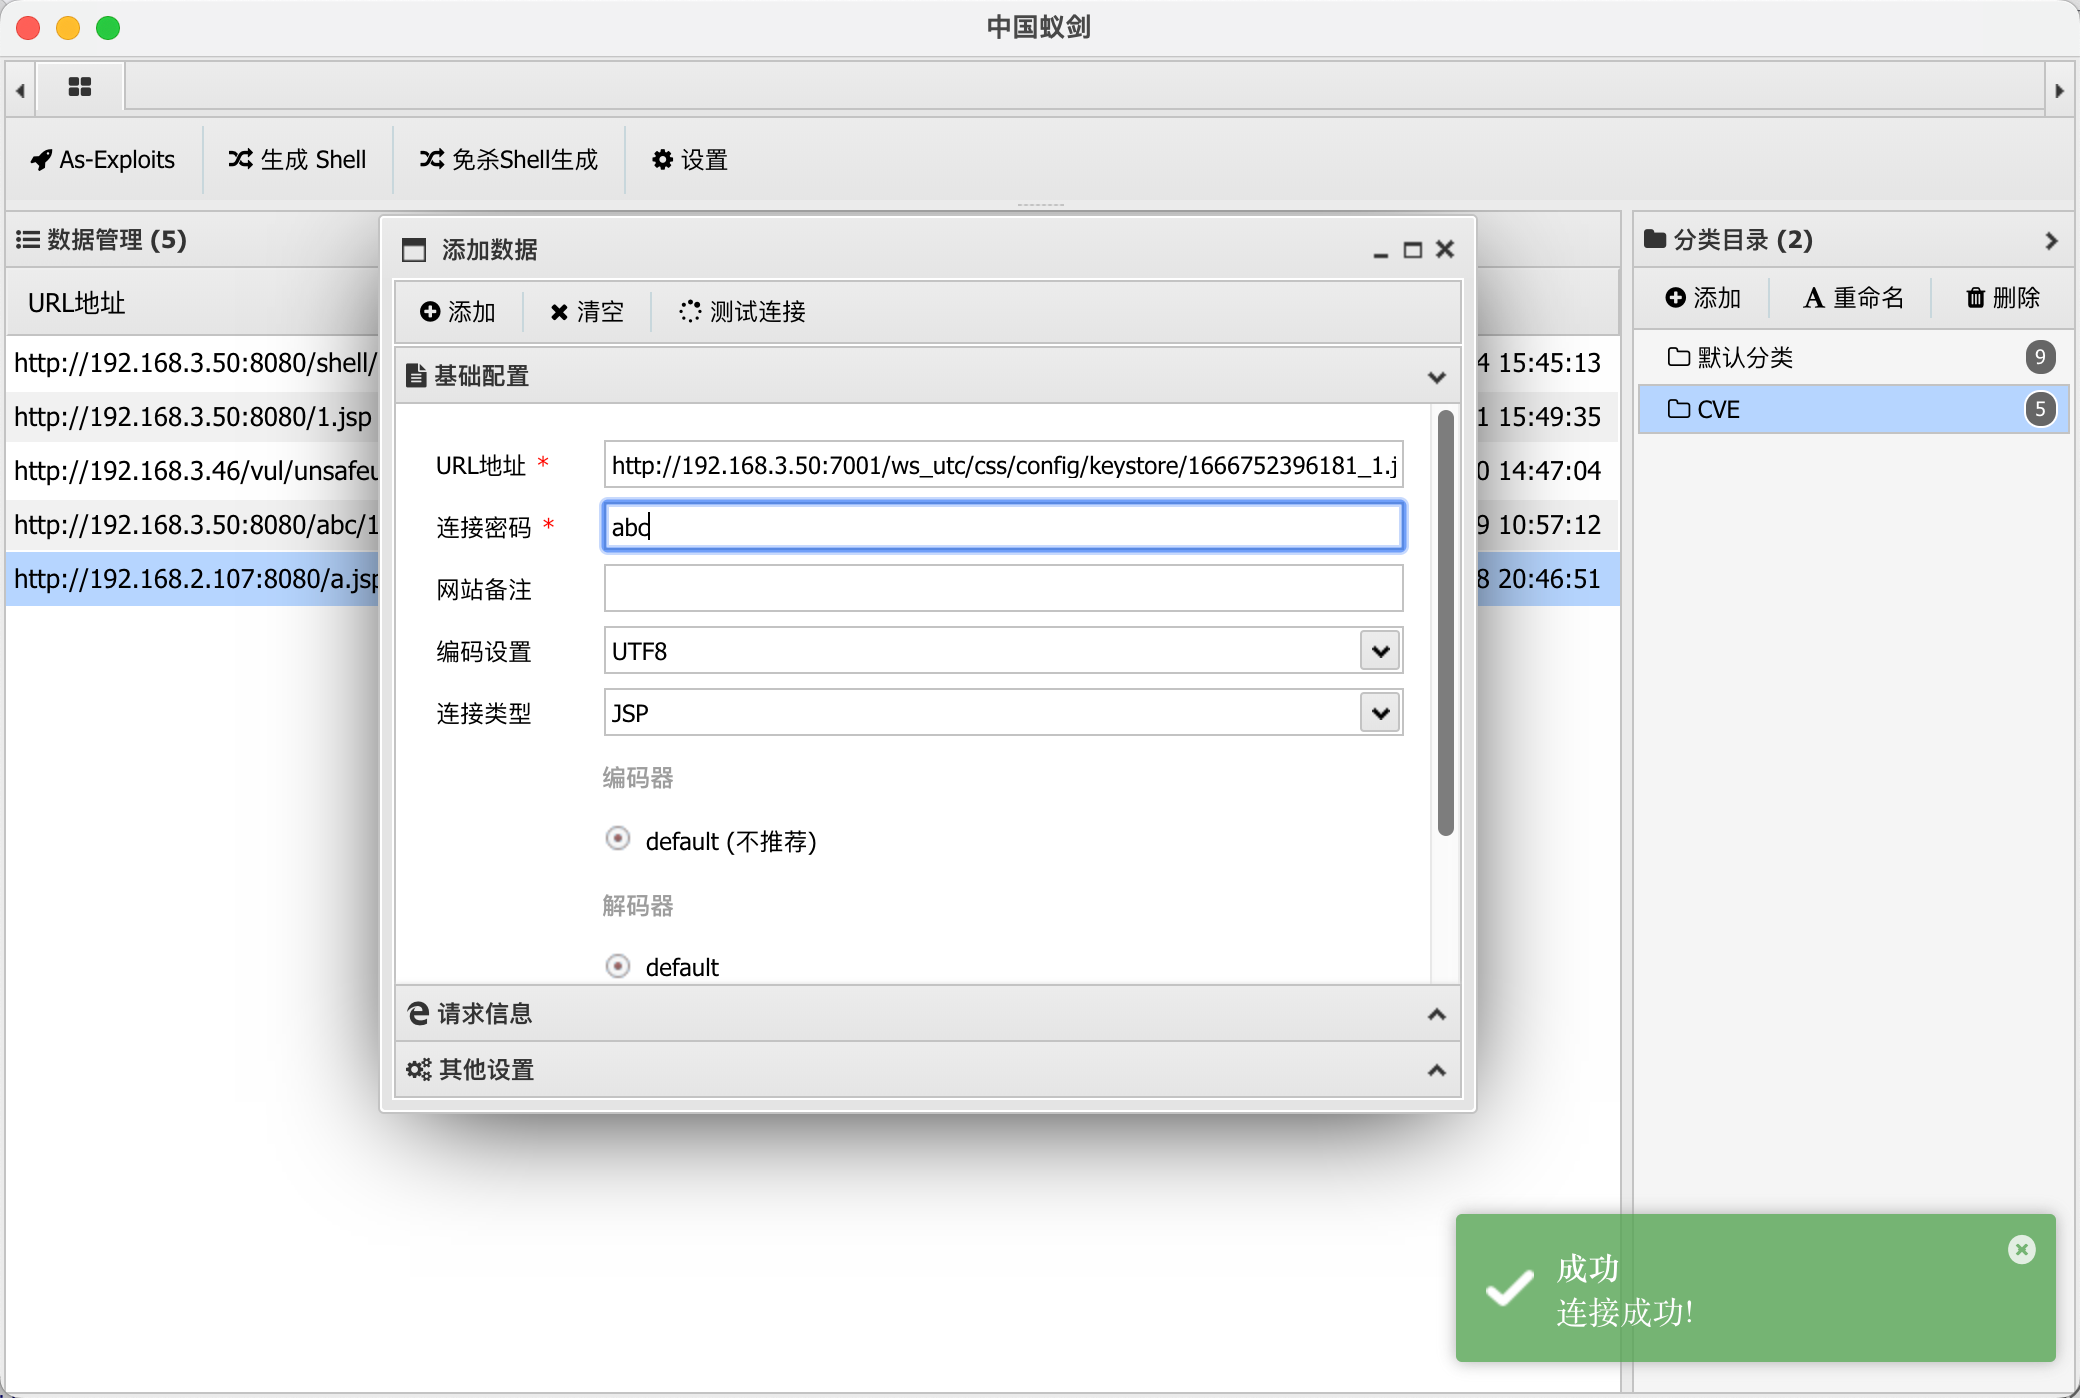 中国蚁剑
As-Exploits
生成 Shell
免杀Shell生成
设置
数据管理 (5)
URL地址
http://192.168.3.50:8080/shell/
4 15:45:13
http://192.168.3.50:8080/1.jsp
1 15:49:35
http://192.168.3.46/vul/unsafeu
0 14:47:04
http://192.168.3.50:8080/abc/1
9 10:57:12
http://192.168.2.107:8080/a.jsp
8 20:46:51
添加数据
添加
清空
测试连接
基础配置
URL地址 *
http://192.168.3.50:7001/ws_utc/css/config/keystore/1666752396181_1.j
连接密码 *
abc
网站备注
编码设置
UTF8
连接类型
JSP
编码器
default (不推荐)
解码器
default
请求信息
其他设置
分类目录 (2)
添加
重命名
删除
默认分类
9
CVE
5
成功
连接成功!